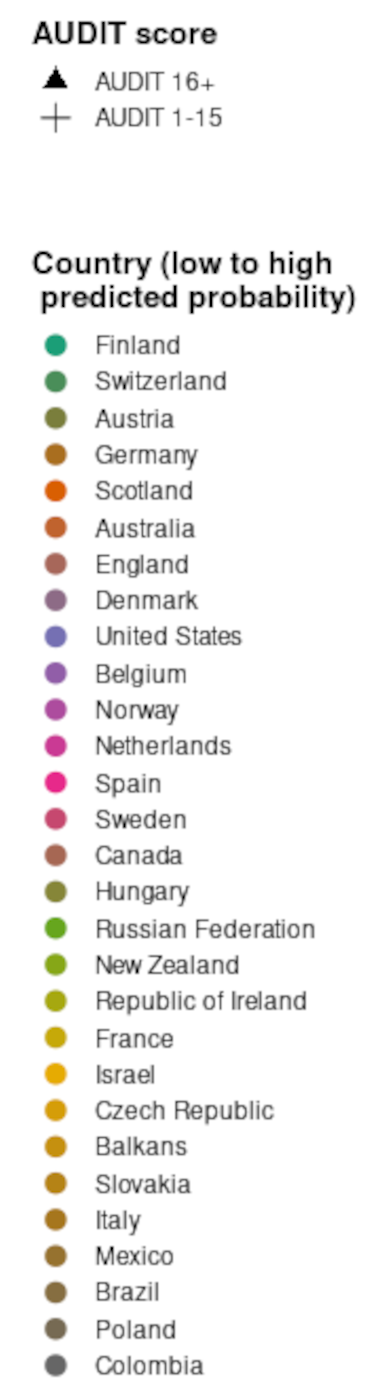 AUDIT score
AUDIT 16+
AUDIT 1-15
Country (low to high
predicted probability)
Finland
Switzerland
Austria
Germany
Scotland
Australia
England
Denmark
United States
Belgium
Norway
Netherlands
Spain
Sweden
Canada
Hungary
Russian Federation
New Zealand
Republic of Ireland
France
Israel
Czech Republic
Balkans
Slovakia
Italy
Mexico
Brazil
Poland
Colombia